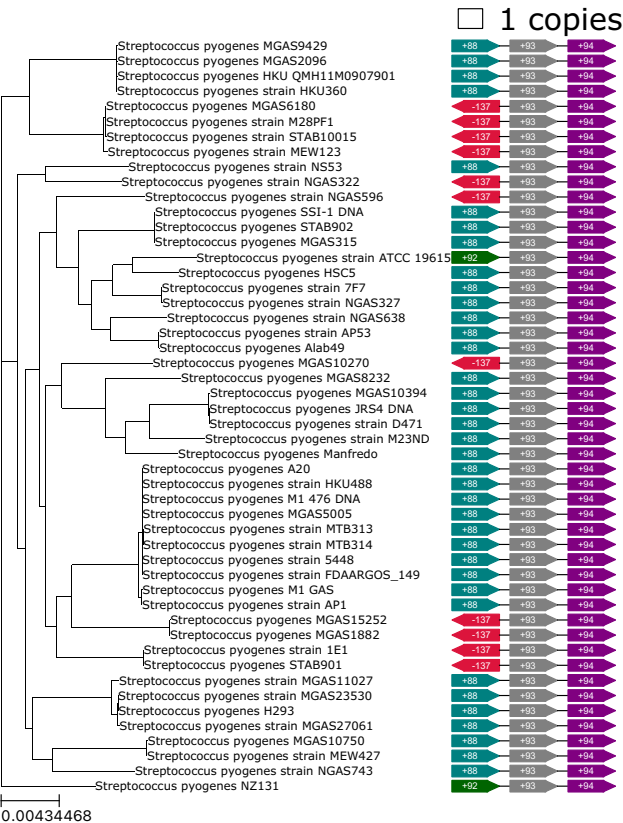 1 copies
Streptococcus pyogenes MGAS9429 +88 +93 +94
Streptococcus pyogenes MGAS2096 +88 +93 +94
Streptococcus pyogenes HKU QMH11M0907901 +88 +93 +94
Streptococcus pyogenes strain HKU360 +88 +93 +94
Streptococcus pyogenes MGAS6180 -137 +93 +94
Streptococcus pyogenes strain M28PF1 -137 +93 +94
Streptococcus pyogenes strain STAB10015 -137 +93 +94
Streptococcus pyogenes strain MEW123 -137 +93 +94
Streptococcus pyogenes strain NS53 +88 +93 +94
Streptococcus pyogenes strain NGAS322 -137 +93 +94
Streptococcus pyogenes strain NGAS596 -137 +93 +94
Streptococcus pyogenes SSI-1 DNA +88 +93 +94
Streptococcus pyogenes STAB902 +88 +93 +94
Streptococcus pyogenes MGAS315 +88 +93 +94
Streptococcus pyogenes strain ATCC 19615 +92 +93 +94
Streptococcus pyogenes HSC5 +88 +93 +94
Streptococcus pyogenes strain 7F7 +88 +93 +94
Streptococcus pyogenes strain NGAS327 +88 +93 +94
Streptococcus pyogenes strain NGAS638 +88 +93 +94
Streptococcus pyogenes strain AP53 +88 +93 +94
Streptococcus pyogenes Alab49 +88 +93 +94
Streptococcus pyogenes MGAS10270 -137 +93 +94
Streptococcus pyogenes MGAS8232 +88 +93 +94
Streptococcus pyogenes MGAS10394 +88 +93 +94
Streptococcus pyogenes JRS4 DNA +88 +93 +94
Streptococcus pyogenes strain D471 +88 +93 +94
Streptococcus pyogenes strain M23ND +88 +93 +94
Streptococcus pyogenes Manfredo +88 +93 +94
Streptococcus pyogenes A20 +88 +93 +94
Streptococcus pyogenes strain HKU488 +88 +93 +94
Streptococcus pyogenes M1 476 DNA +88 +93 +94
Streptococcus pyogenes MGAS5005 +88 +93 +94
Streptococcus pyogenes strain MTB313 +88 +93 +94
Streptococcus pyogenes strain MTB314 +88 +93 +94
Streptococcus pyogenes strain 5448 +88 +93 +94
Streptococcus pyogenes strain FDAARGOS_149 +88 +93 +94
Streptococcus pyogenes M1 GAS +88 +93 +94
Streptococcus pyogenes strain AP1 +88 +93 +94
Streptococcus pyogenes MGAS15252 -137 +93 +94
Streptococcus pyogenes MGAS1882 -137 +93 +94
Streptococcus pyogenes strain 1E1 -137 +93 +94
Streptococcus pyogenes STAB901 -137 +93 +94
Streptococcus pyogenes strain MGAS11027 +88 +93 +94
Streptococcus pyogenes strain MGAS23530 +88 +93 +94
Streptococcus pyogenes H293 +88 +93 +94
Streptococcus pyogenes strain MGAS27061 +88 +93 +94
Streptococcus pyogenes MGAS10750 +88 +93 +94
Streptococcus pyogenes strain MEW427 +88 +93 +94
Streptococcus pyogenes strain NGAS743 +88 +93 +94
Streptococcus pyogenes NZ131 +92 +93 +94
0.00434468